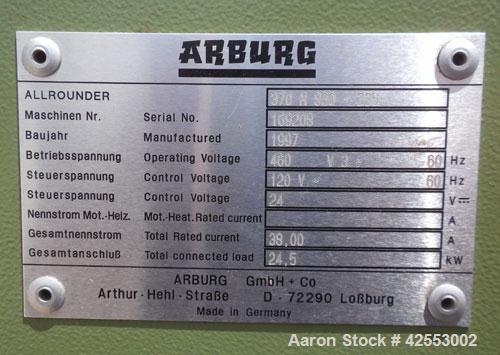 ARBURG
ALLROUNDER 370 M
Maschinen Nr. Serial No. 169208
Baujahr Manufactured 1997
Betriebsspannung Operating Voltage 460 V 3 60 Hz
Steuerspannung Control Voltage 120 V 60 Hz
Steuerspannung Control Voltage 24 V
Nennstrom Mot.-Heiz. Mot.-Heat.Rated current A
Gesamtnennstrom Total Rated current 38,00 A
Gesamtanschluß Total connected load 24,5 kW
ARBURG GmbH + Co
Arthur - Hehl - Straße D - 72290 Loßburg
Made in Germany
Aaron Stock # 42553002